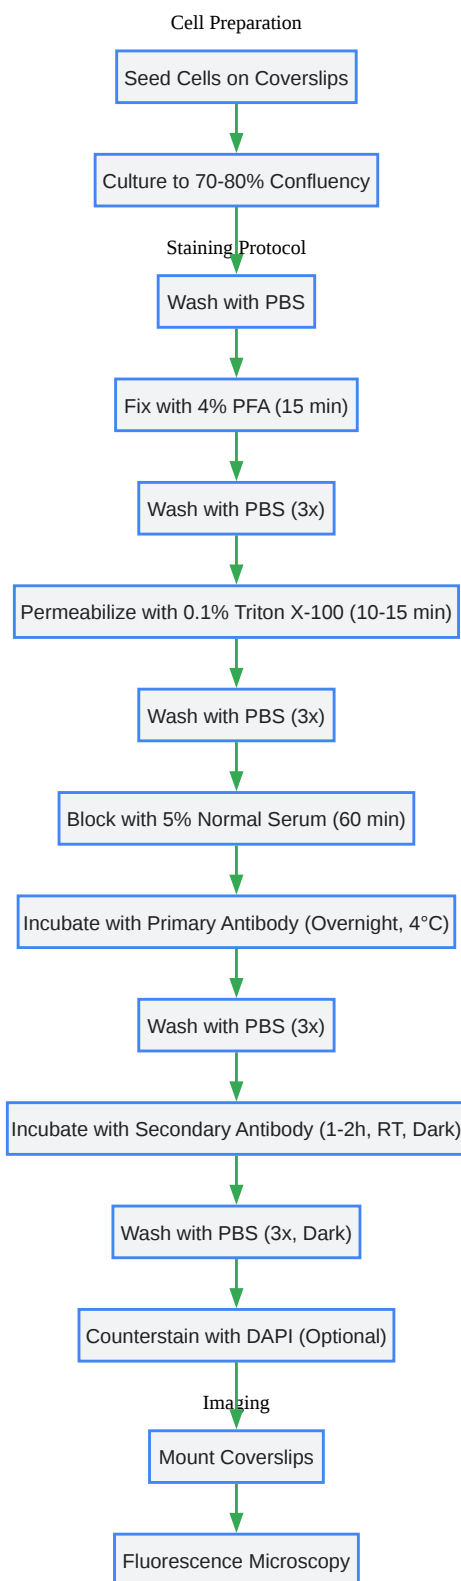 Cell Preparation
Seed Cells on Coverslips
Culture to 70-80% Confluency
Staining Protocol
Wash with PBS
Fix with 4% PFA (15 min)
Wash with PBS (3x)
Permeabilize with 0.1% Triton X-100 (10-15 min)
Wash with PBS (3x)
Block with 5% Normal Serum (60 min)
Incubate with Primary Antibody (Overnight, 4°C)
Wash with PBS (3x)
Incubate with Secondary Antibody (1-2h, RT, Dark)
Wash with PBS (3x, Dark)
Counterstain with DAPI (Optional)
Imaging
Mount Coverslips
Fluorescence Microscopy